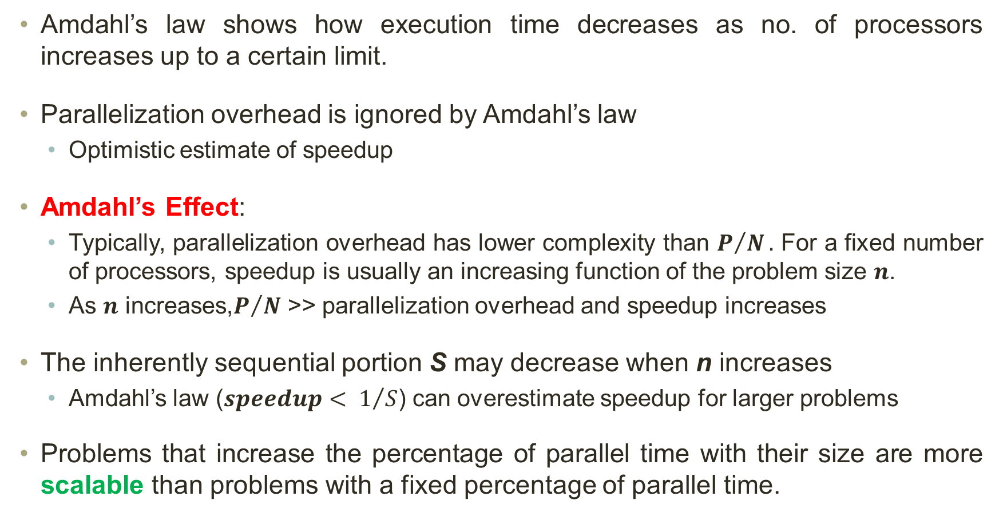 • Amdahl’s law shows how execution time decreases as no. of processors
increases up to a certain limit.
• Parallelization overhead is ignored by Amdahl’s law
• Optimistic estimate of speedup
• Amdahl’s Effect:
• Typically, parallelization overhead has lower complexity than P/N. For a fixed number
of processors, speedup is usually an increasing function of the problem size n.
• As n increases,P/N >> parallelization overhead and speedup increases
• The inherently sequential portion S may decrease when n increases
• Amdahl’s law (speedup < 1/S) can overestimate speedup for larger problems
• Problems that increase the percentage of parallel time with their size are more
scalable than problems with a fixed percentage of parallel time.